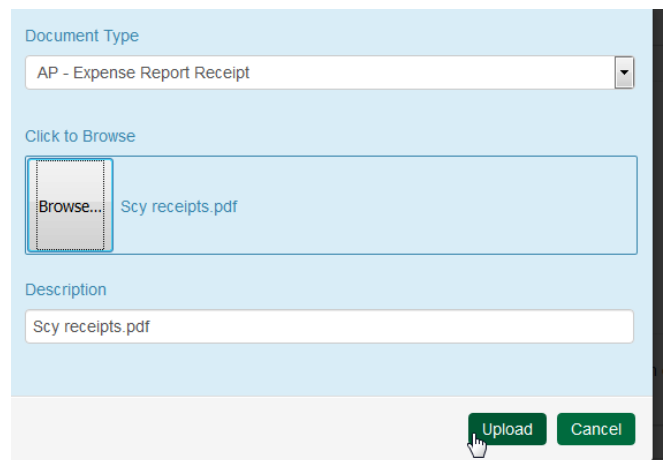 Document Type
AP - Expense Report Receipt
Click to Browse
Browse... Scy receipts.pdf
Description
Scy receipts.pdf
Upload Cancel